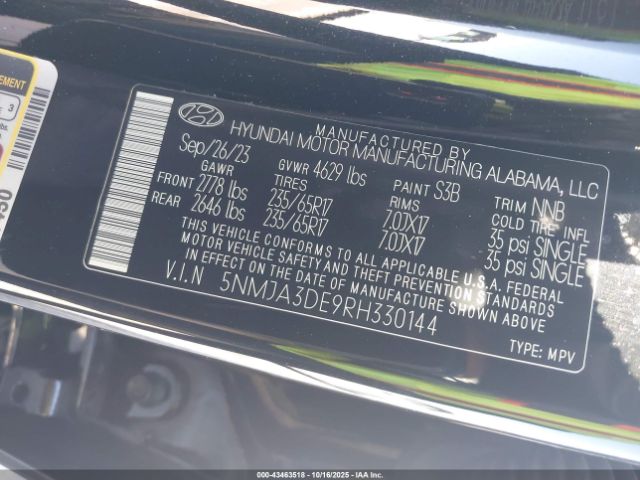 MANUFACTURED BY
HYUNDAI MOTOR MANUFACTURING ALABAMA, LLC
Sep/26/23
GAWR GVWR 4629 lbs PAINT S3B TRIM NNB
FRONT 2778 lbs TIRES 235/65R17 RIMS 7.0JX17 COLD TIRE INFL 35 psi SINGLE
REAR 2646 lbs 235/65R17 7.0JX17 35 psi SINGLE
THIS VEHICLE CONFORMS TO ALL APPLICABLE U.S.A. FEDERAL
MOTOR VEHICLE SAFETY AND THEFT PREVENTION STANDARDS
IN EFFECT ON THE DATE OF MANUFACTURE SHOWN ABOVE
V.I.N 5NMJA3DE9RH330144
TYPE: MPV
EMENT
3
lbs.
000-43463518 - 10/16/2025 - IAA, Inc.